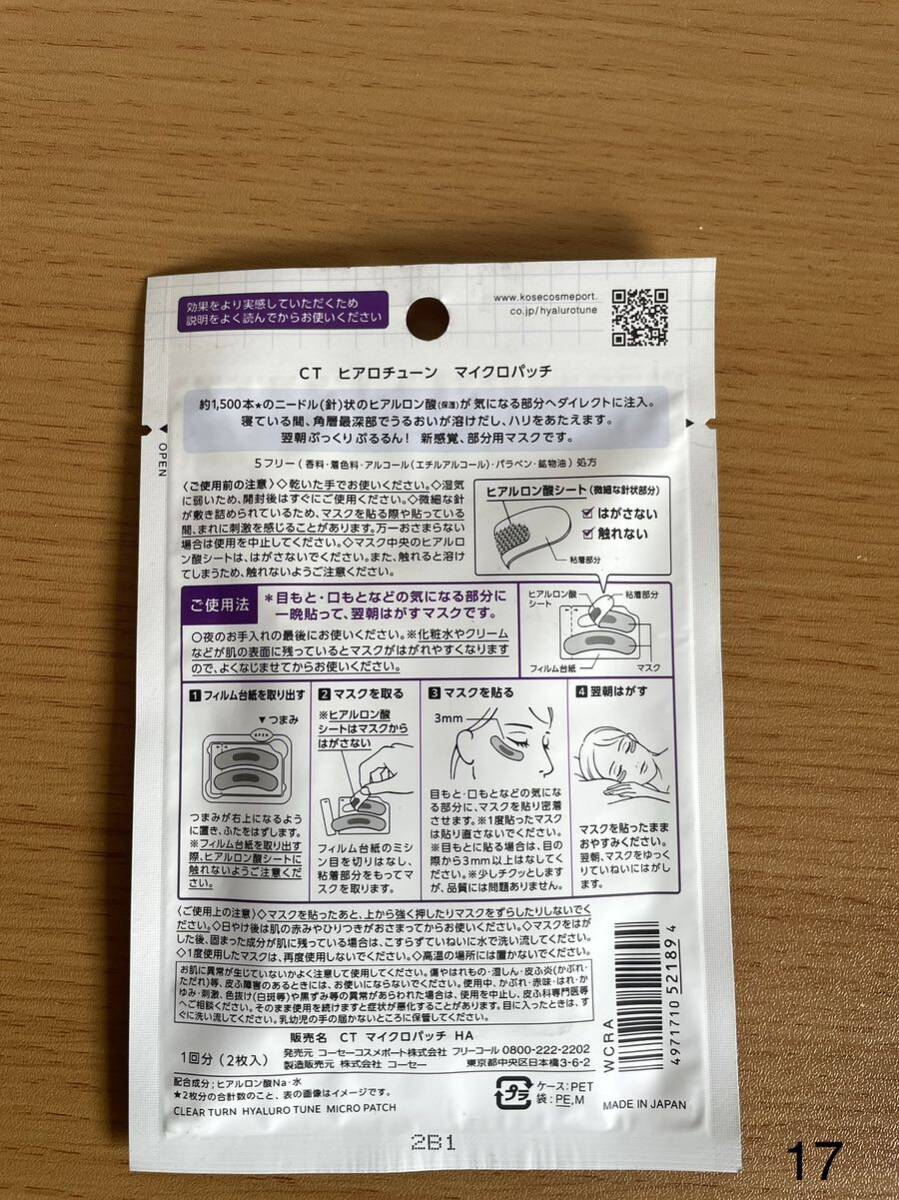 効果をより実感していただくため
説明をよく読んでからお使いください
www.kosecosmeport.
co.jp/hyalurotune
CT ヒアロチューン マイクロパッチ
約1,500本★のニードル(針)状のヒアルロン酸(保湿)が気になる部分へダイレクトに注入。
寝ている間、角層最深部でうるおいが溶けだし、ハリをあたえます。
翌朝ぷっくりぷるるん! 新感覚、部分用マスクです。
OPEN
5フリー(香料・着色料・アルコール(エチルアルコール)・パラベン・鉱物油)処方
〈ご使用前の注意〉◇乾いた手でお使いください。◇湿気
に弱いため、開封後はすぐにご使用ください。◇微細な針
が敷き詰められているため、マスクを貼る際や貼っている
間、まれに刺激を感じることがあります。万一おさまらない
場合は使用を中止してください。◇マスク中央のヒアルロ
ン酸シートは、はがさないでください。また、触れると溶け
てしまうため、触れないようご注意ください。
ヒアルロン酸シート(微細な針状部分)
はがさない
触れない
粘着部分
ご使用法
＊目もと・口もとなどの気になる部分に
一晩貼って、翌朝はがすマスクです。
○夜のお手入れの最後にお使いください。※化粧水やクリーム
などが肌の表面に残っているとマスクがはがれやすくなります
ので、よくなじませてからお使いください。
ヒアルロン酸
シート
粘着部分
フィルム台紙
マスク
1 フィルム台紙を取り出す
▼つまみ
OPEN
つまみが右上になるよう
に置き、ふたをはずします。
※フィルム台紙を取り出す
際、ヒアルロン酸シートに
触れないようご注意くだ
さい。
2 マスクを取る
※ヒアルロン酸
シートはマスクから
はがさない
フィルム台紙のミシ
ン目を切りはなし、
粘着部分をもってマ
スクを取ります。
3 マスクを貼る
3mm
目もと・口もとなどの気にな
る部分に、マスクを貼り密着
させます。※1度貼ったマスク
は貼り直さないでください。
※目もとに貼る場合は、目の
際から3mm以上はなしてく
ださい。※少しチクッとします
が、品質には問題ありません。
4 翌朝はがす
マスクを貼ったまま
おやすみください。
翌朝、マスクをゆっく
りていねいにはがし
ます。
〈ご使用上の注意〉◇マスクを貼ったあと、上から強く押したりマスクをずらしたりしないでく
ださい。◇日やけ後は肌の赤みやひりつきがおさまってからお使いください。◇マスクをはが
した後、固まった成分が肌に残っている場合は、こすらずていねいに水で洗い流してください。
◇1度使用したマスクは、再度使用しないでください。◇高温の場所には置かないでください。
お肌に異常が生じていないかよく注意して使用してください。傷やはれもの・湿しん・皮ふ炎(かぶれ・
ただれ)等、皮ふ障害のあるときには、お使いにならないでください。使用中、かぶれ・赤味・はれ・か
ゆみ・刺激、色抜け(白斑等)や黒ずみ等の異常があらわれた場合は、使用を中止し、皮ふ科専門医等
へご相談ください。そのまま使用を続けますと症状が悪化することがあります。目に入ったときは、す
ぐに洗い流してください。乳幼児の手の届かないところに保管してください。
販売名 CT マイクロパッチ HA
1回分(2枚入)
発売元 コーセーコスメポート株式会社 フリーコール 0800-222-2202
製造販売元 株式会社 コーセー 東京都中央区日本橋3-6-2
配合成分；ヒアルロン酸Na・水
★2枚分の合計数のこと、表の画像はイメージです。
CLEAR TURN HYALURO TUNE MICRO PATCH
プラ
ケース:PET
袋:PE,M
MADE IN JAPAN
WCRA
4971710 521894
2B1
17